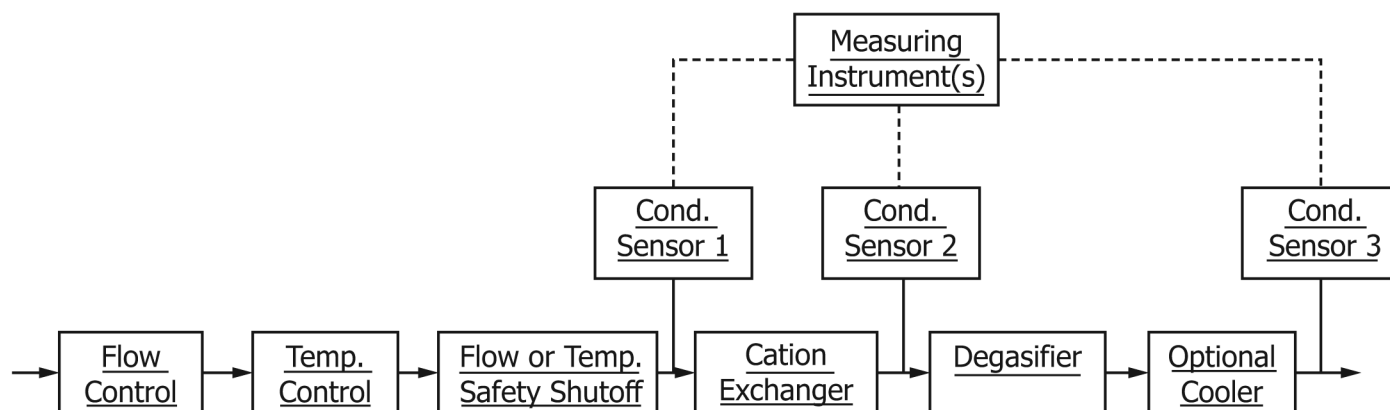 Measuring
Instrument(s)
Cond.
Sensor 1
Cond.
Sensor 2
Cond.
Sensor 3
Flow
Control
Temp.
Control
Flow or Temp.
Safety Shutoff
Cation
Exchanger
Degasifier
Optional
Cooler